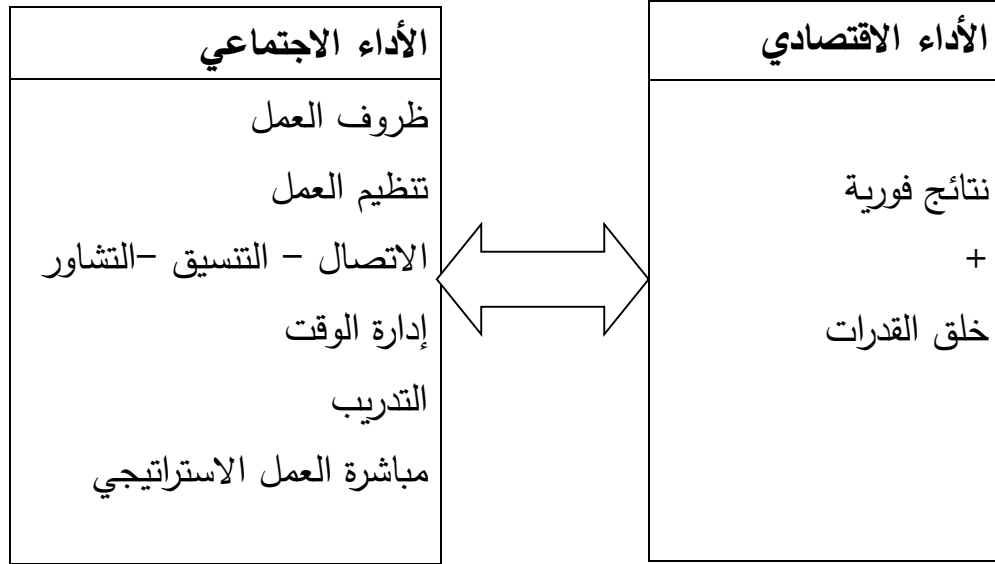 الأداء الاقتصادي
نتائج فورية
+
خلق القدرات
الأداء الاجتماعي
ظروف العمل
تنظيم العمل
الاتصال – التنسيق –التشاور
إدارة الوقت
التدريب
مباشرة العمل الاستراتيجي